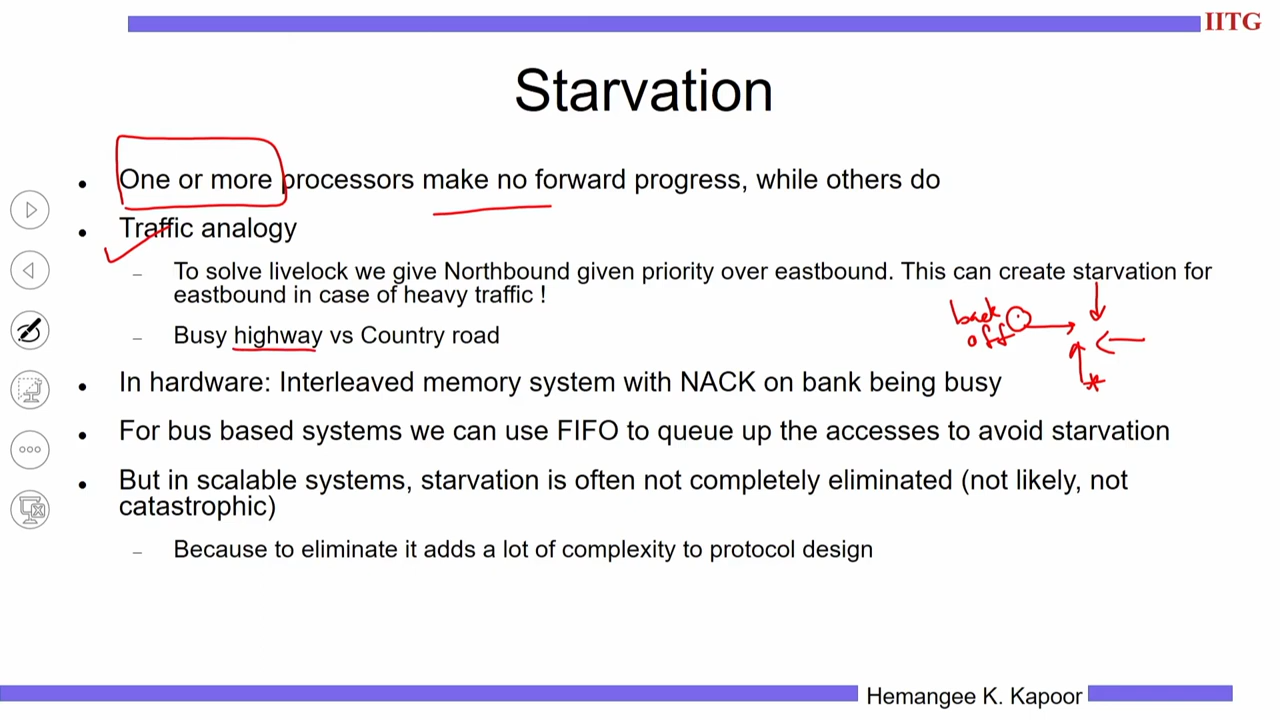 IITG
Starvation
• One or more processors make no forward progress, while others do
• Traffic analogy
– To solve livelock we give Northbound given priority over eastbound. This can create starvation for
eastbound in case of heavy traffic !
back
off
– Busy highway vs Country road
• In hardware: Interleaved memory system with NACK on bank being busy
• For bus based systems we can use FIFO to queue up the accesses to avoid starvation
• But in scalable systems, starvation is often not completely eliminated (not likely, not
catastrophic)
– Because to eliminate it adds a lot of complexity to protocol design
Hemangee K. Kapoor